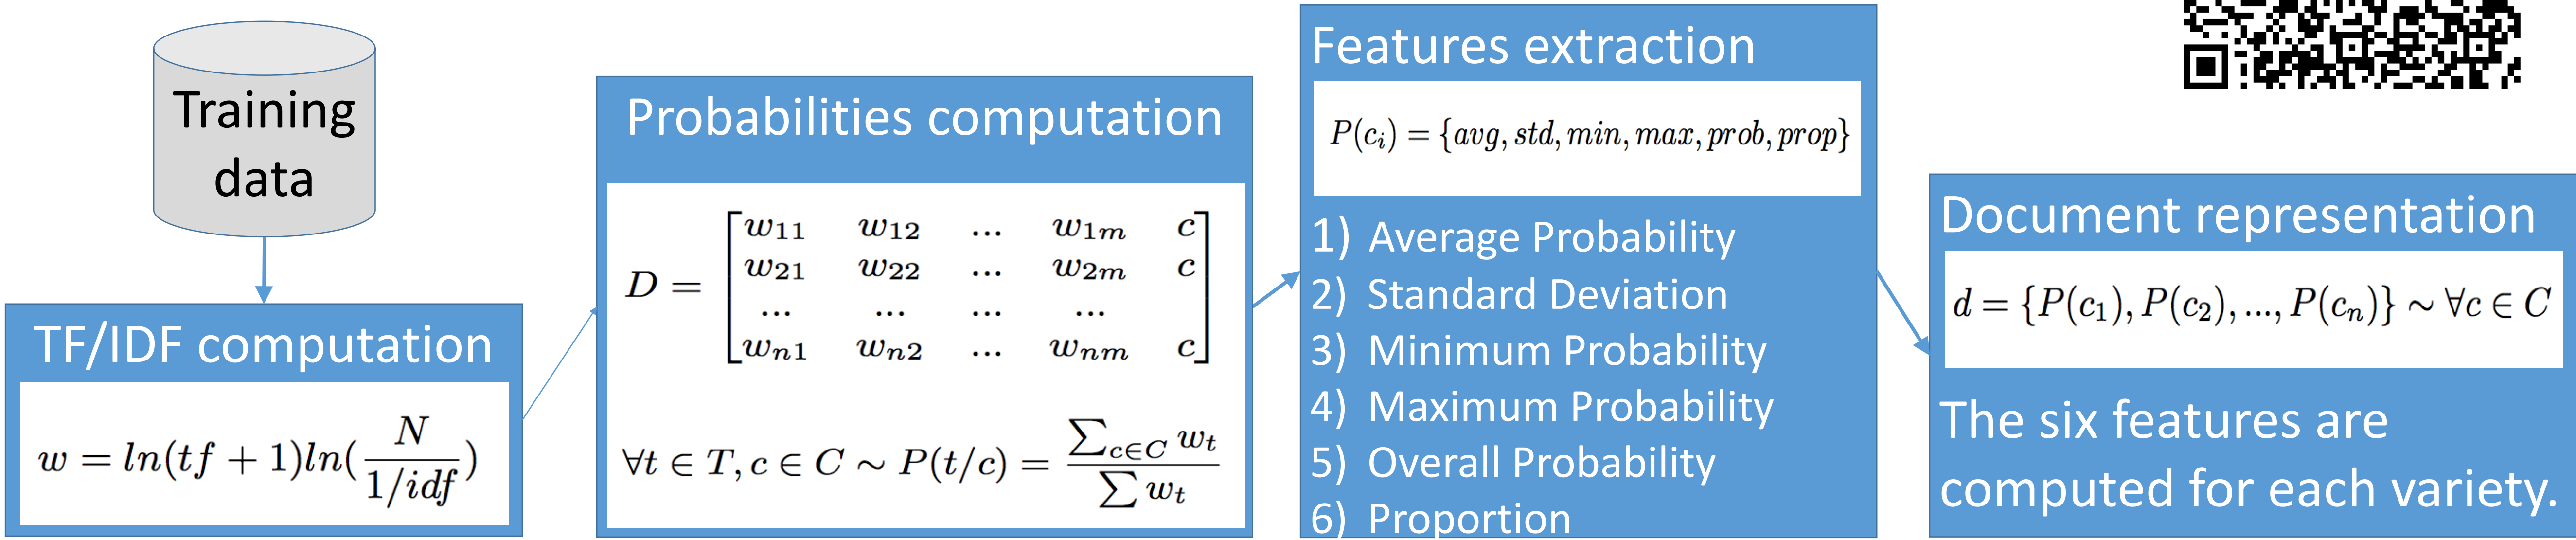 Training
data
TF/IDF computation
w = ln(tf + 1)ln(N / 1/idf)
Probabilities computation
D = [w11 w12 ... w1m c
w21 w22 ... w2m c
... ... ... ...
wn1 wn2 ... wnm c]
∀t ∈ T, c ∈ C ∼ P(t/c) = ∑c∈C wt / ∑ wt
Features extraction
P(ci) = {avg, std, min, max, prob, prop}
1) Average Probability
2) Standard Deviation
3) Minimum Probability
4) Maximum Probability
5) Overall Probability
6) Proportion
Document representation
d = {P(c1), P(c2), ..., P(cn)} ∼ ∀c ∈ C
The six features are
computed for each variety.